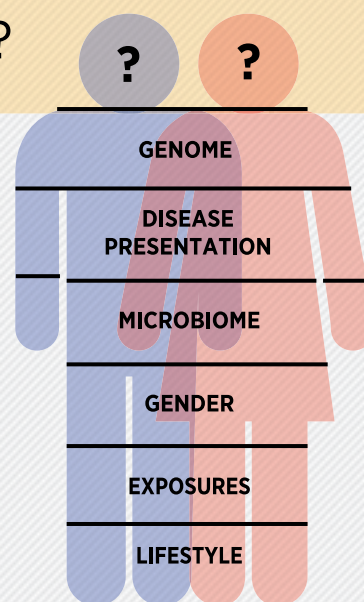 ?
? ?
GENOME
DISEASE
PRESENTATION
MICROBIOME
GENDER
EXPOSURES
LIFESTYLE